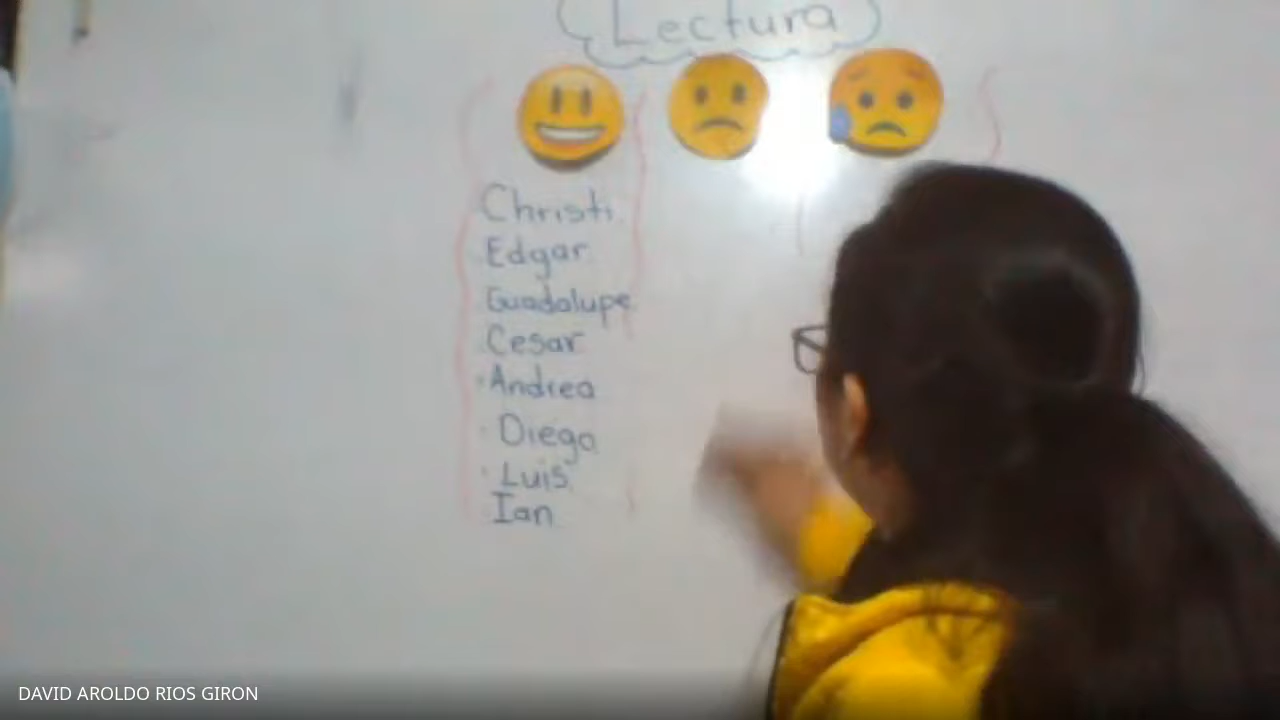 Lectura
Christi
Edgar
Guadalupe
Cesar
Andrea
Diego
Luis
Ian
DAVID AROLDO RIOS GIRON